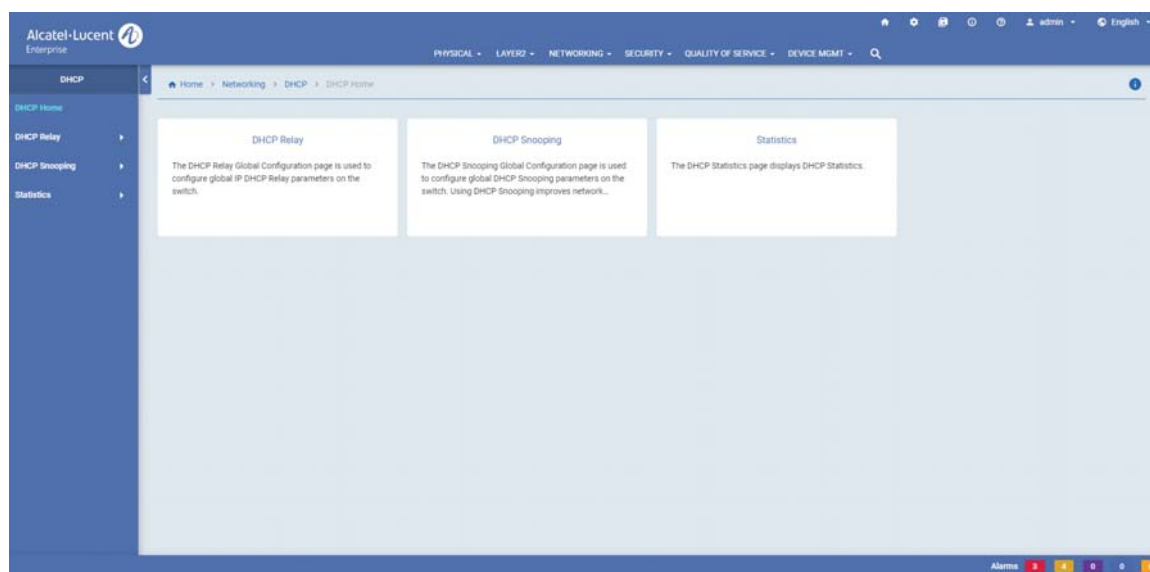 Alcatel·Lucent
Enterprise
admin
English
PHYSICAL
LAYER2
NETWORKING
SECURITY
QUALITY OF SERVICE
DEVICE MGMT
DHCP
Home > Networking > DHCP > DHCP Home
DHCP Home
DHCP Relay
DHCP Snooping
Statistics
DHCP Relay
The DHCP Relay Global Configuration page is used to
configure global IP DHCP Relay parameters on the
switch.
DHCP Snooping
The DHCP Snooping Global Configuration page is used
to configure global DHCP Snooping parameters on the
switch. Using DHCP Snooping improves network...
Statistics
The DHCP Statistics page displays DHCP Statistics.
Alarms 3 4 0 0